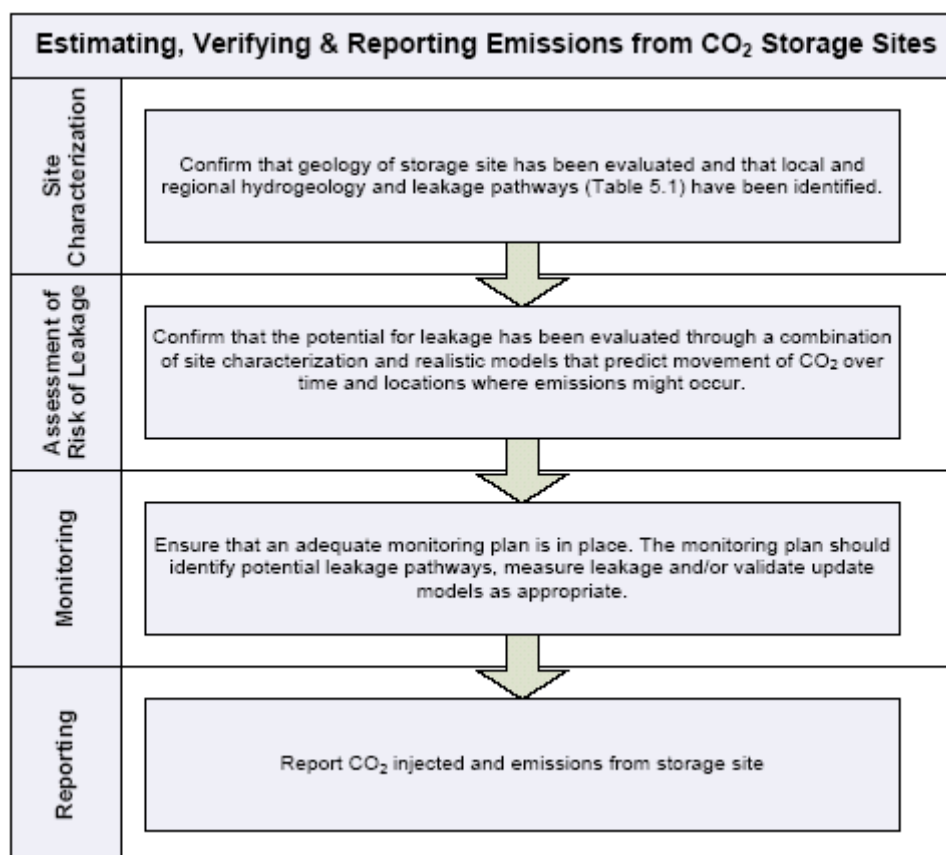 Estimating, Verifying & Reporting Emissions from CO₂ Storage Sites
Site
Characterization
Confirm that geology of storage site has been evaluated and that local and
regional hydrogeology and leakage pathways (Table 5.1) have been identified.
Assessment of
Risk of Leakage
Confirm that the potential for leakage has been evaluated through a combination
of site characterization and realistic models that predict movement of CO₂ over
time and locations where emissions might occur.
Monitoring
Ensure that an adequate monitoring plan is in place. The monitoring plan should
identify potential leakage pathways, measure leakage and/or validate update
models as appropriate.
Reporting
Report CO₂ injected and emissions from storage site